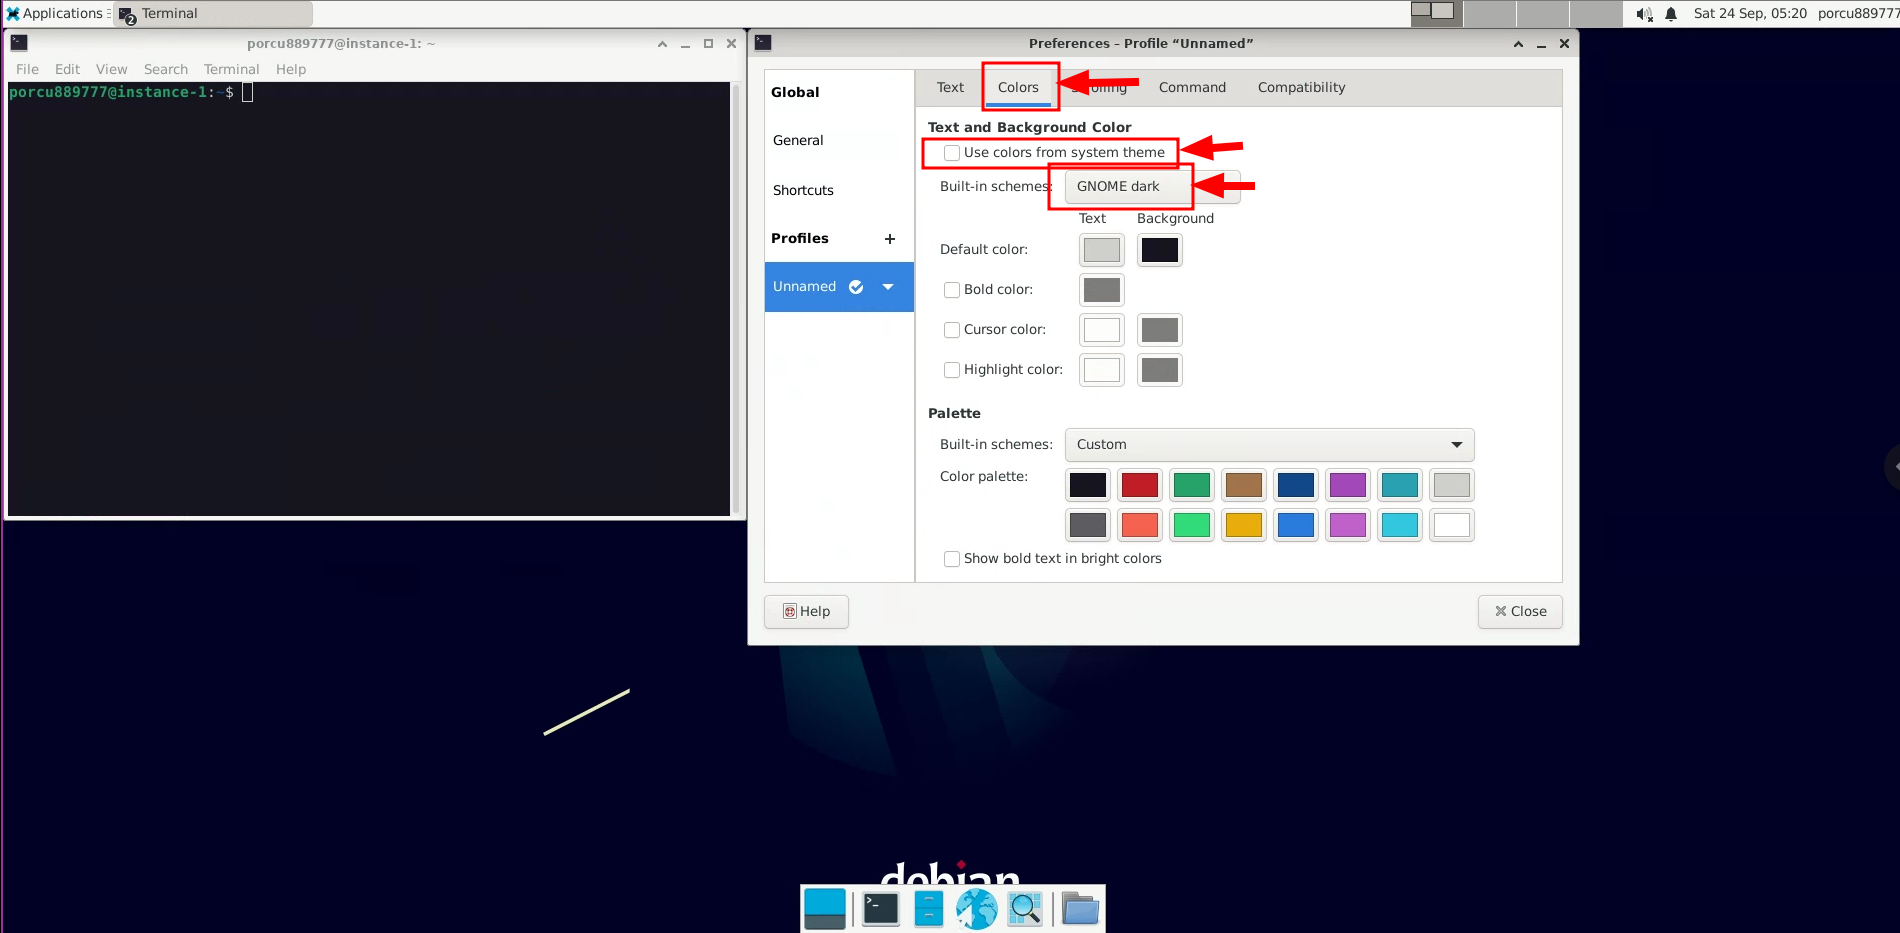 Applications
2
Terminal
Sat 24 Sep, 05:20
porcu889777
porcu889777@instance-1: ~
File Edit View Search Terminal Help
porcu889777@instance-1:~$
Preferences – Profile “Unnamed”
Global
General
Shortcuts
Profiles
Unnamed
Text Colors Scrolling Command Compatibility
Text and Background Color
Use colors from system theme
Built-in schemes: GNOME dark
Text Background
Default color:
Bold color:
Cursor color:
Highlight color:
Palette
Built-in schemes: Custom
Color palette:
Show bold text in bright colors
Help
Close
debian